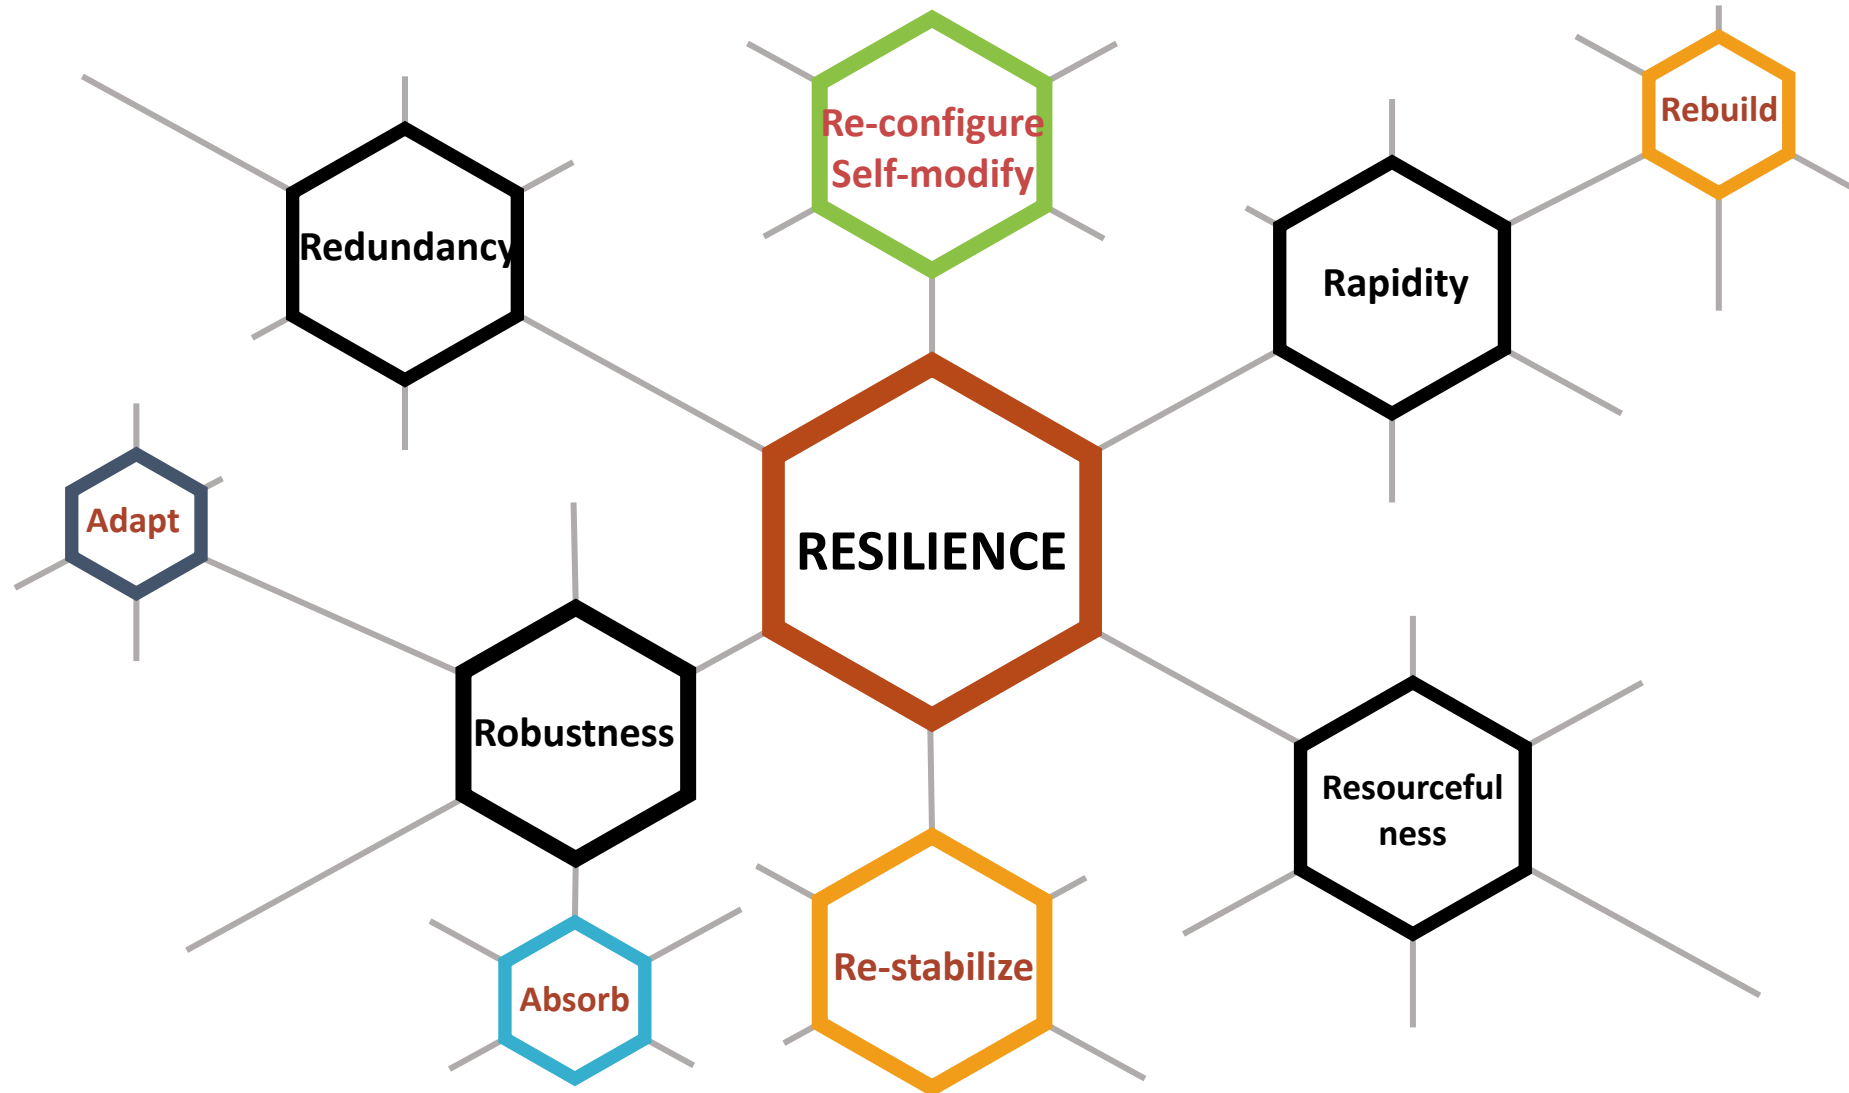 Re-configure
Self-modify
Rebuild
Redundancy
Rapidity
Adapt
RESILIENCE
Robustness
Resourceful
ness
Absorb
Re-stabilize